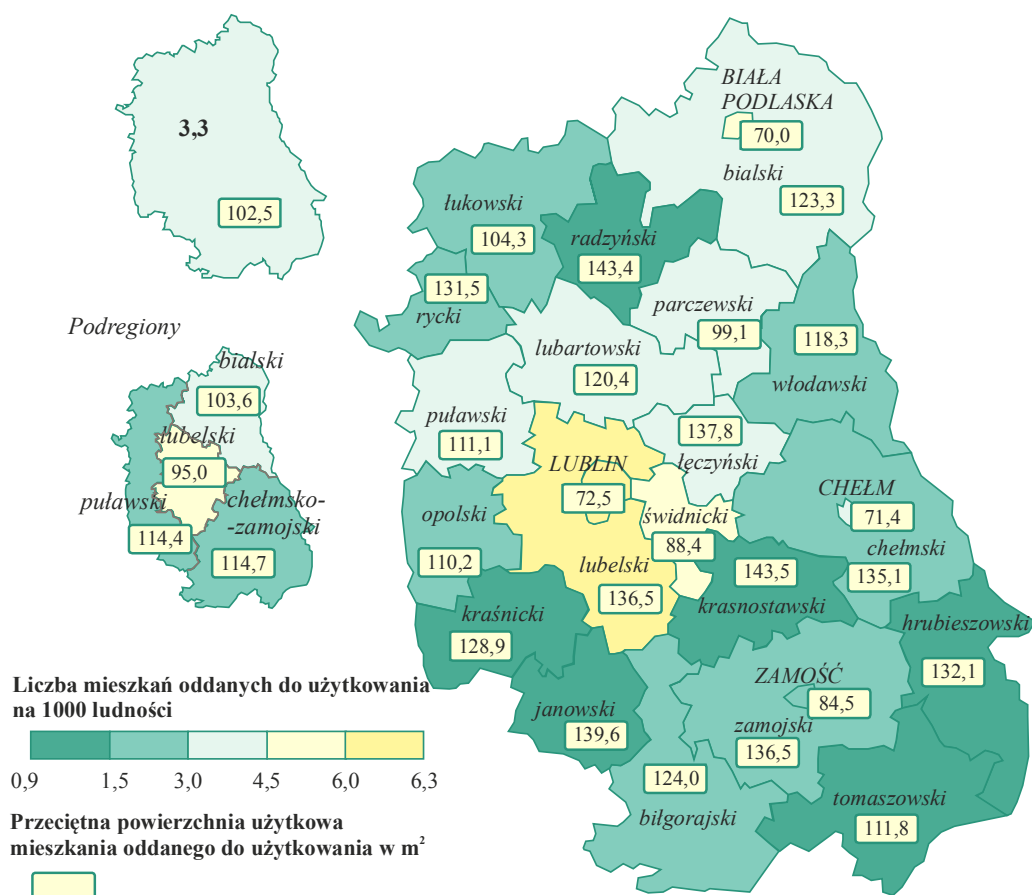 3,3
102,5
Podregiony
bialski
103,6
lubelski
95,0
puławski
114,4
chełmsko-
-zamojski
114,7
BIAŁA
PODLASKA
70,0
bialski
123,3
łukowski
104,3
radzyński
143,4
131,5
rycki
parczewski
99,1
118,3
włodawski
lubartowski
120,4
puławski
111,1
137,8
łęczyński
LUBLIN
72,5
CHEŁM
71,4
opolski
110,2
świdnicki
88,4
chełmski
135,1
lubelski
136,5
143,5
krasnostawski
kraśnicki
128,9
hrubieszowski
132,1
ZAMOŚĆ
84,5
zamojski
136,5
janowski
139,6
124,0
biłgorajski
tomaszowski
111,8
Liczba mieszkań oddanych do użytkowania
na 1000 ludności
0,9 1,5 3,0 4,5 6,0 6,3
Przeciętna powierzchnia użytkowa
mieszkania oddanego do użytkowania w m²